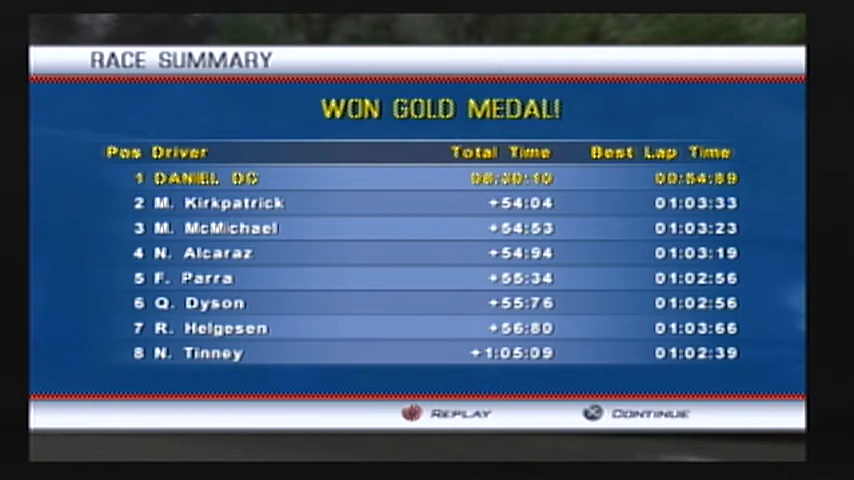 RACE SUMMARY
WON GOLD MEDAL!
Pos Driver Total Time Best Lap Time
1 DANIEL DC 00:54:89
2 M. Kirkpatrick +54:04 01:03:33
3 M. McMichael +54:53 01:03:23
4 N. Alcaraz +54:94 01:03:19
5 F. Parra +55:34 01:02:56
6 Q. Dyson +55:76 01:02:56
7 R. Helgesen +56:80 01:03:66
8 N. Tinney +1:05:09 01:02:39
REPLAY CONTINUE